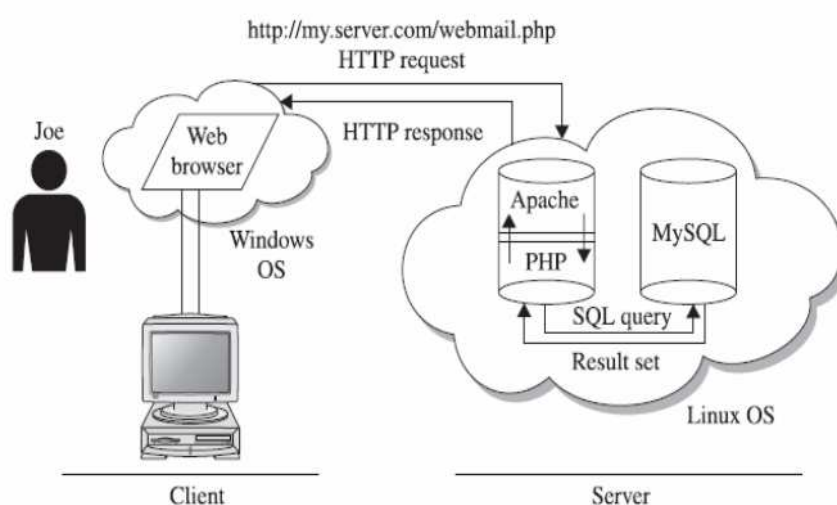 http://my.server.com/webmail.php
HTTP request
HTTP response
Joe
Web
browser
Windows
OS
Apache
PHP
MySQL
SQL query
Result set
Linux OS
Client
Server